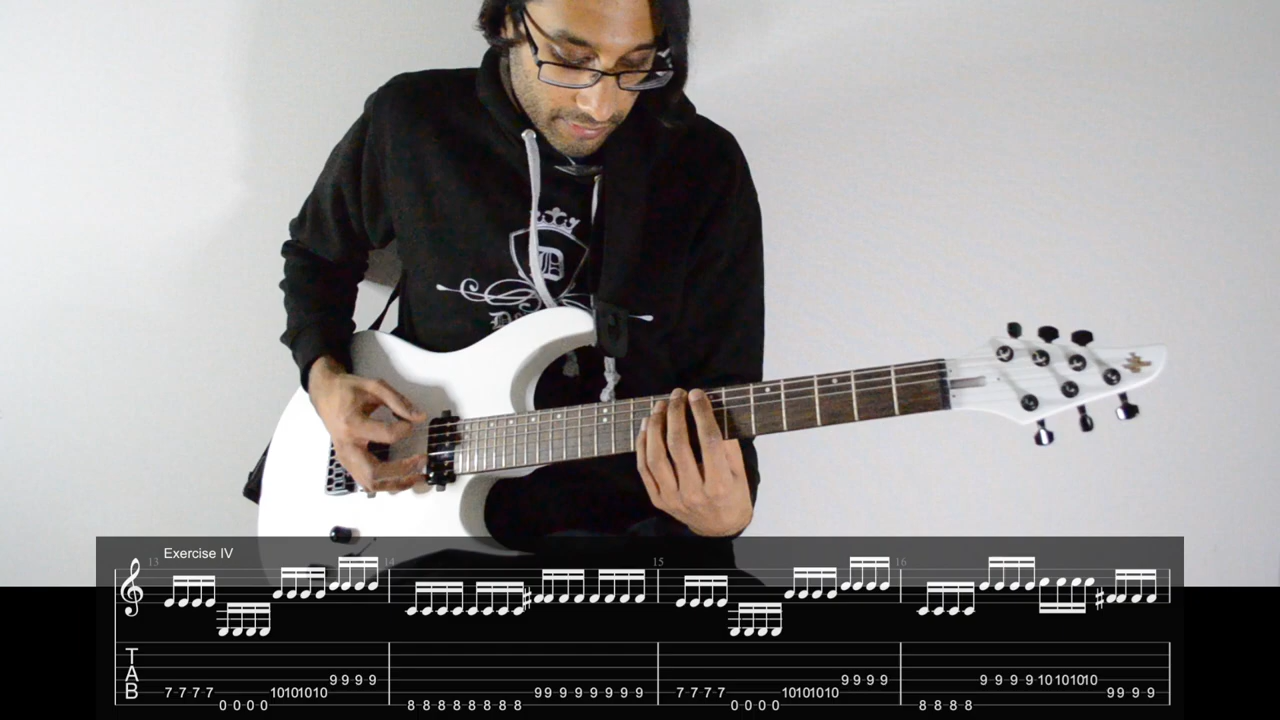 D
D
Exercise IV
13 14 15 16
T
A
B
9 9 9 9 9 9 9 9 9 9 9 9
7 7 7 7 10101010 99 9 9 9 9 9 9 7 7 7 7 10101010 10101010
9 9 9 9
0 0 0 0 8 8 8 8 8 8 8 8 0 0 0 0 8 8 8 8